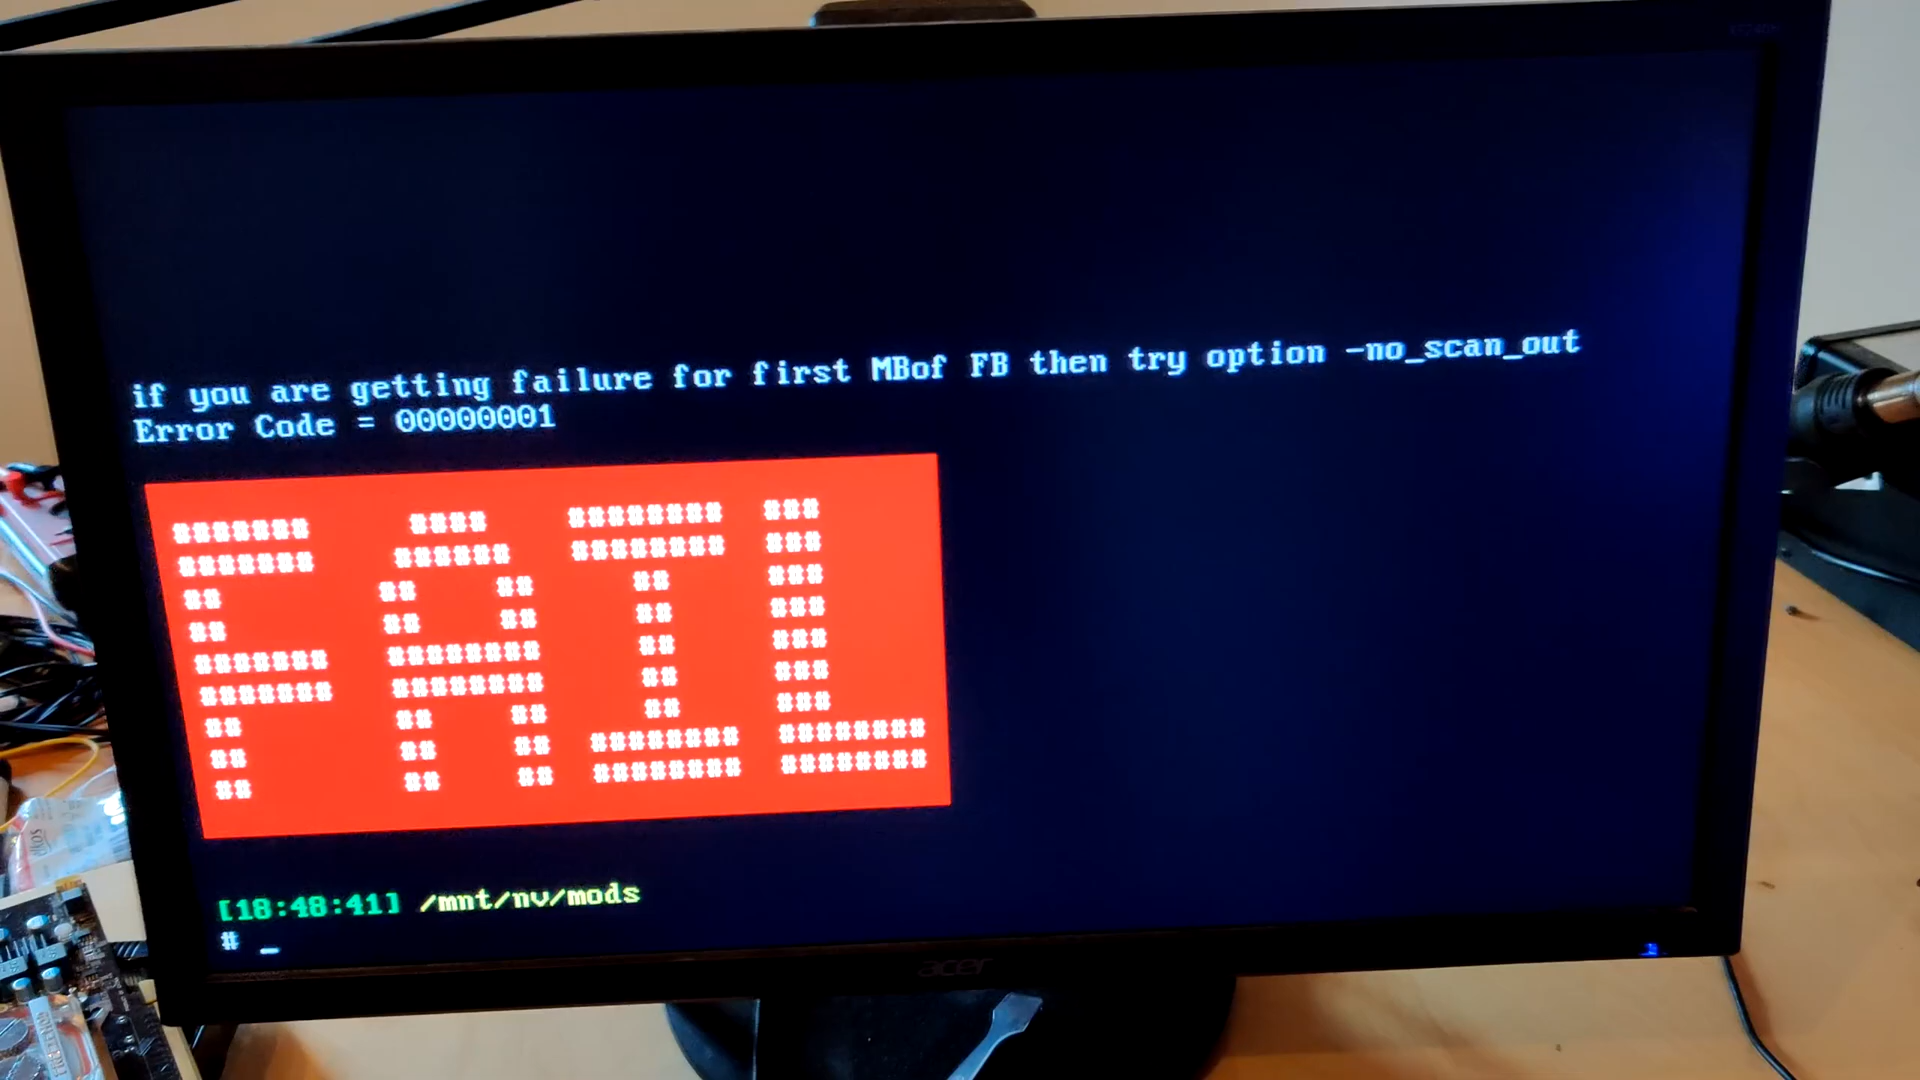 if you are getting failure for first MBof FB then try option -no_scan_out
Error Code = 00000001
FAIL
[18:48:41] /mnt/nv/mods
# _
acer